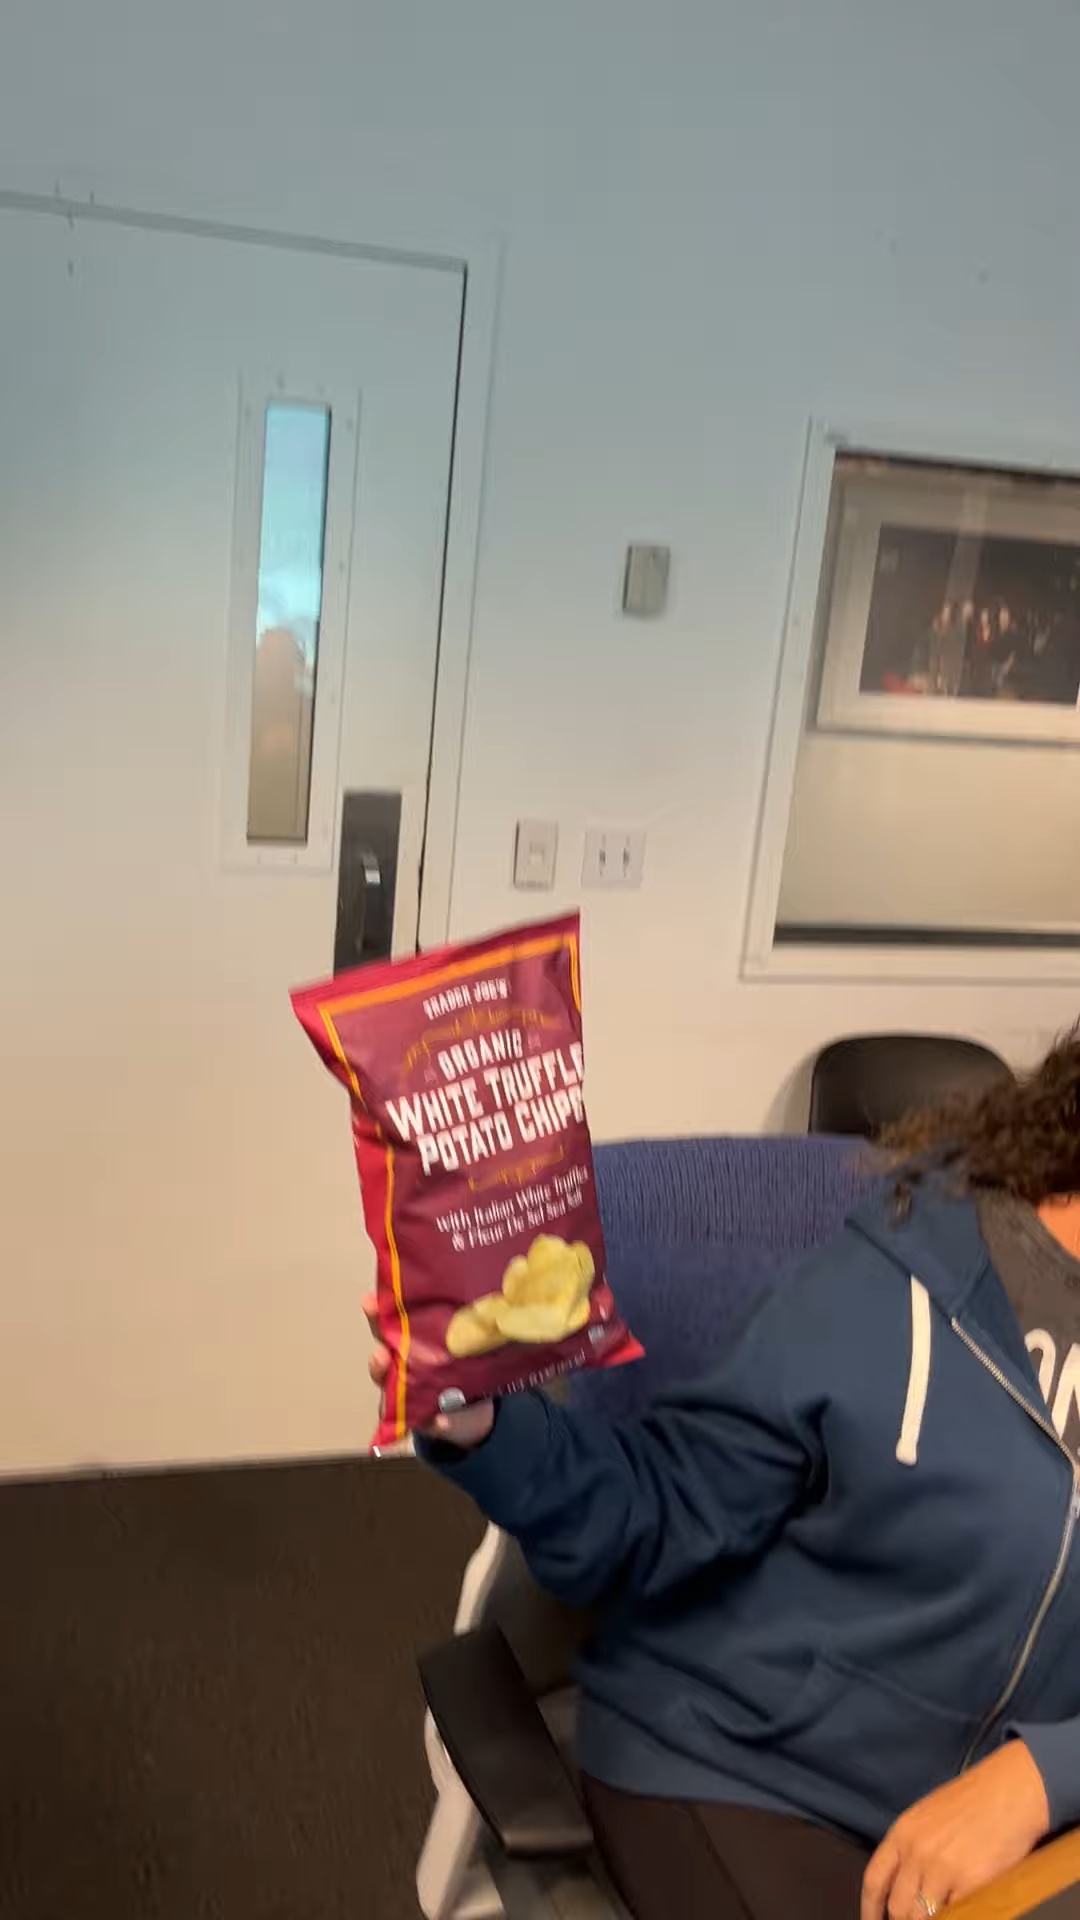 TRADER JOE'S
ORGANIC
WHITE TRUFFLE
POTATO CHIPS
with Italian White Truffles
& Fleur De Sel Sea Salt